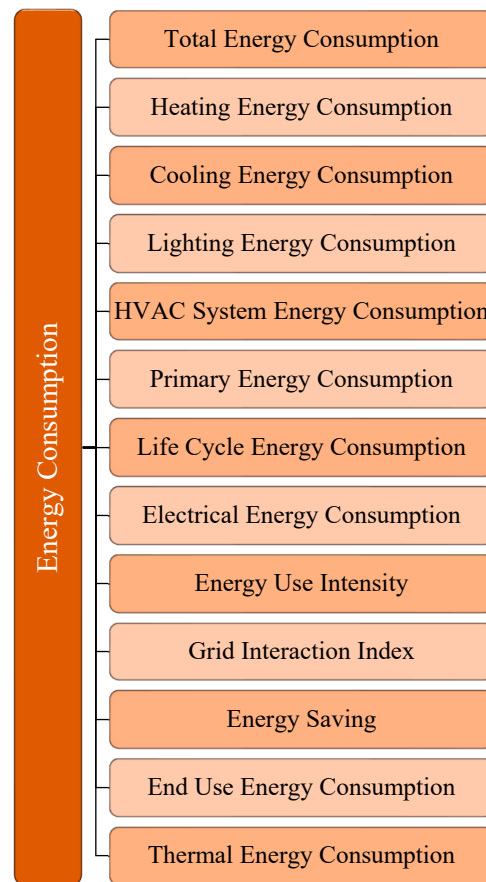 Energy Consumption
Total Energy Consumption
Heating Energy Consumption
Cooling Energy Consumption
Lighting Energy Consumption
HVAC System Energy Consumption
Primary Energy Consumption
Life Cycle Energy Consumption
Electrical Energy Consumption
Energy Use Intensity
Grid Interaction Index
Energy Saving
End Use Energy Consumption
Thermal Energy Consumption